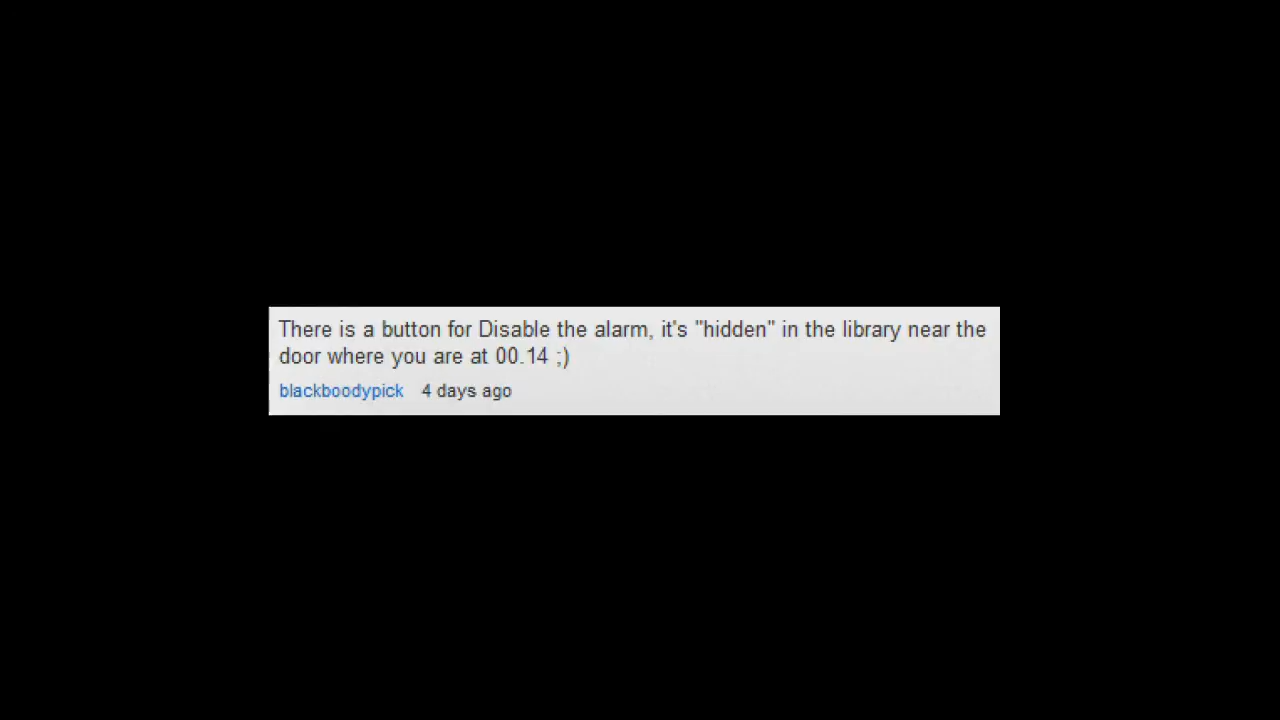 There is a button for Disable the alarm, it's "hidden" in the library near the
door where you are at 00.14 ;)
blackboodypick 4 days ago